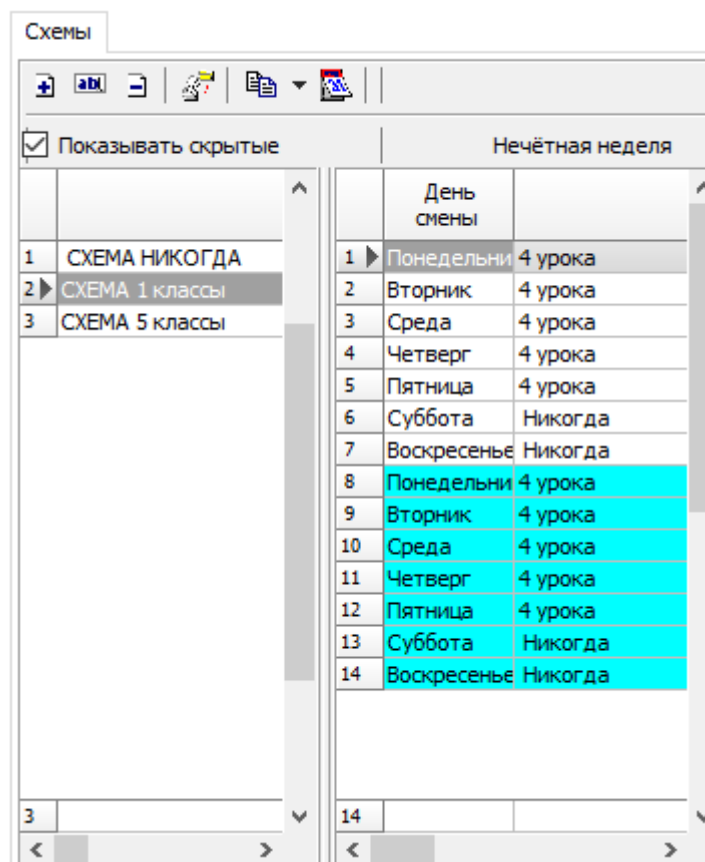 Схемы
abl
Показывать скрытые
Нечётная неделя
День
смены
1 СХЕМА НИКОГДА
2 СХЕМА 1 классы
3 СХЕМА 5 классы
3
1 Понедельни 4 урока
2 Вторник 4 урока
3 Среда 4 урока
4 Четверг 4 урока
5 Пятница 4 урока
6 Суббота Никогда
7 Воскресенье Никогда
8 Понедельни 4 урока
9 Вторник 4 урока
10 Среда 4 урока
11 Четверг 4 урока
12 Пятница 4 урока
13 Суббота Никогда
14 Воскресенье Никогда
14